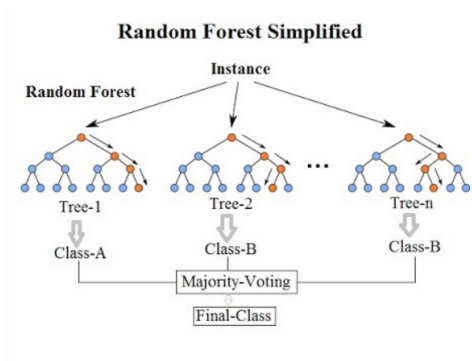 Random Forest Simplified
Instance
Random Forest
...
Tree-1
Tree-2
Tree-n
Class-A
Class-B
Class-B
Majority-Voting
Final-Class